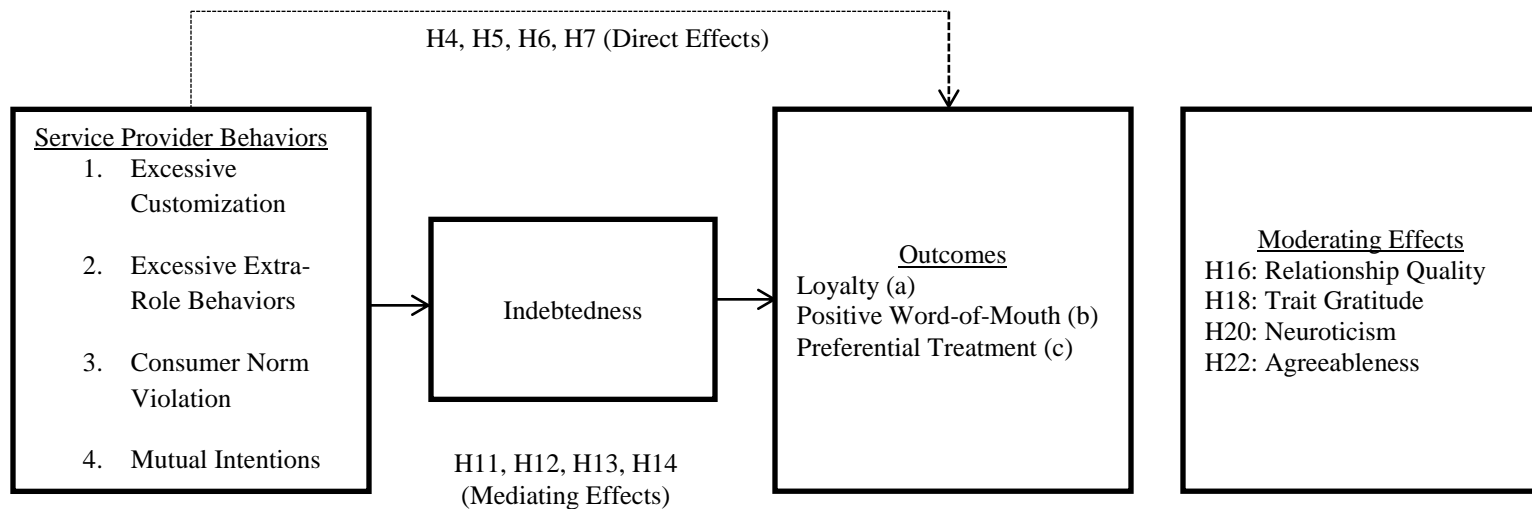 H4, H5, H6, H7 (Direct Effects)
Service Provider Behaviors
1. Excessive
Customization
2. Excessive Extra-
Role Behaviors
3. Consumer Norm
Violation
4. Mutual Intentions
Indebtedness
H11, H12, H13, H14
(Mediating Effects)
Outcomes
Loyalty (a)
Positive Word-of-Mouth (b)
Preferential Treatment (c)
Moderating Effects
H16: Relationship Quality
H18: Trait Gratitude
H20: Neuroticism
H22: Agreeableness